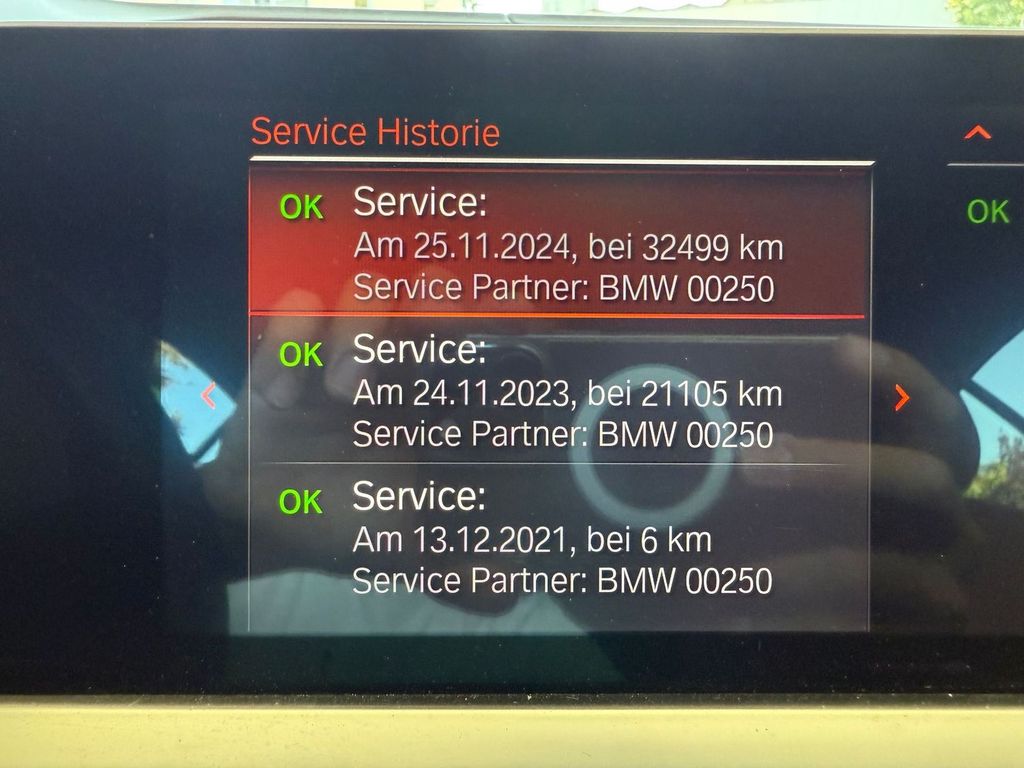 Service Historie
OK Service:
Am 25.11.2024, bei 32499 km
Service Partner: BMW 00250
OK Service:
Am 24.11.2023, bei 21105 km
Service Partner: BMW 00250
OK Service:
Am 13.12.2021, bei 6 km
Service Partner: BMW 00250
OK